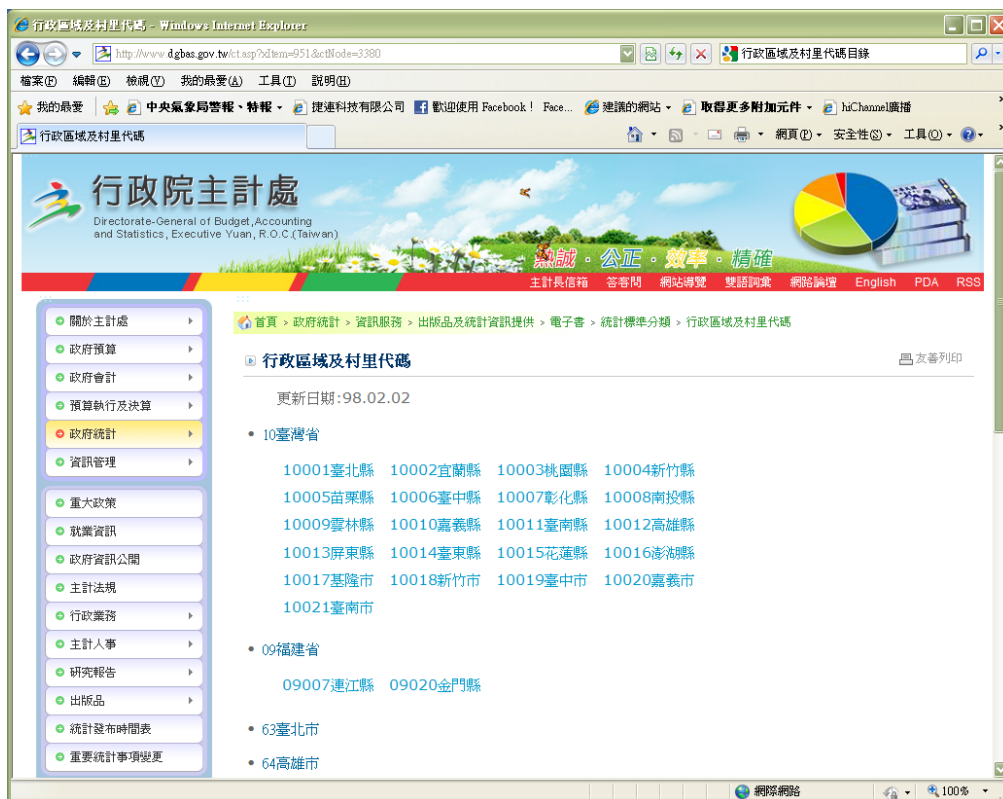 行政區域及村里代碼 - Windows Internet Explorer
http://www.dgbas.gov.tw/ct.asp?xItem=951&ctNode=3380
行政區域及村里代碼目錄
檔案(F) 編輯(E) 檢視(V) 我的最愛(A) 工具(T) 說明(H)
我的最愛 中央氣象局警報、特報 捷連科技有限公司 歡迎使用 Facebook! Face... 建議的網站 取得更多附加元件 hiChannel廣播
行政區域及村里代碼
網頁(P) 安全性(S) 工具(O)
行政院主計處
Directorate-General of Budget,Accounting
and Statistics, Executive Yuan, R.O.C.(Taiwan)
熱誠 · 公正 · 效率 · 精確
主計長信箱 答客問 網站導覽 雙語詞彙 網路論壇 English PDA RSS
首頁 > 政府統計 > 資訊服務 > 出版品及統計資訊提供 > 電子書 > 統計標準分類 > 行政區域及村里代碼
關於主計處
政府預算
政府會計
預算執行及決算
政府統計
資訊管理
重大政策
就業資訊
政府資訊公開
主計法規
行政業務
主計人事
研究報告
出版品
統計發布時間表
重要統計事項變更
行政區域及村里代碼
友善列印
更新日期:98.02.02
10臺灣省
10001臺北縣 10002宜蘭縣 10003桃園縣 10004新竹縣
10005苗栗縣 10006臺中縣 10007彰化縣 10008南投縣
10009雲林縣 10010嘉義縣 10011臺南縣 10012高雄縣
10013屏東縣 10014臺東縣 10015花蓮縣 10016澎湖縣
10017基隆市 10018新竹市 10019臺中市 10020嘉義市
10021臺南市
09福建省
09007連江縣 09020金門縣
63臺北市
64高雄市
網際網路 100%